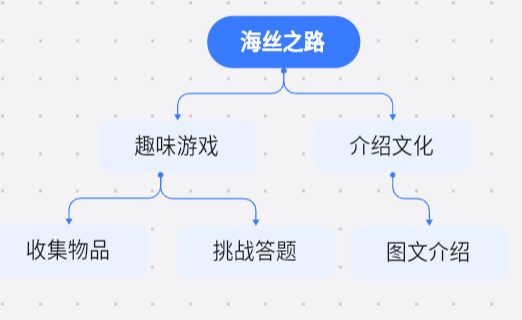 海丝之路
趣味游戏
介绍文化
收集物品
挑战答题
图文介绍